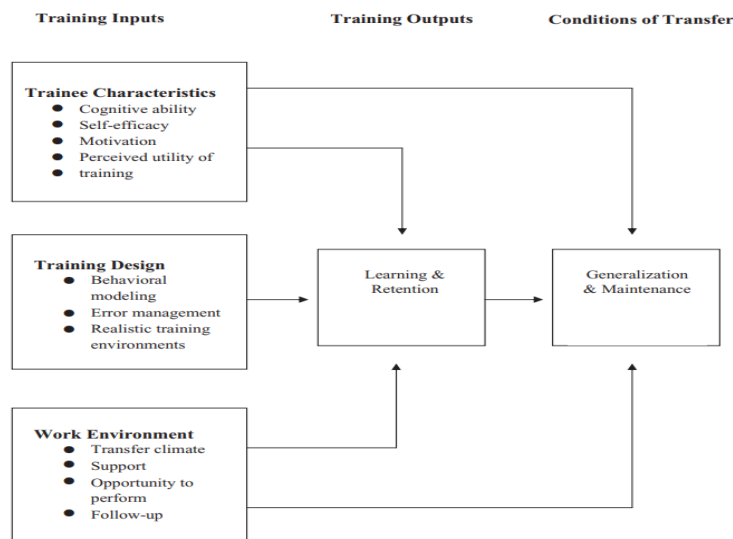 Training Inputs
Training Outputs
Conditions of Transfer
Trainee Characteristics
● Cognitive ability
● Self-efficacy
● Motivation
● Perceived utility of
● training
Training Design
● Behavioral
modeling
● Error management
● Realistic training
environments
Learning &
Retention
Generalization
& Maintenance
Work Environment
● Transfer climate
● Support
● Opportunity to
perform
● Follow-up